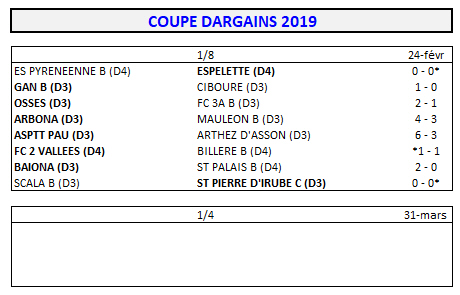 COUPE DARGAINS 2019
1/8 24-févr
ES PYRENEENNE B (D4) ESPELETTE (D4) 0 - 0*
GAN B (D3) CIBOURE (D3) 1 - 0
OSSES (D3) FC 3A B (D3) 2 - 1
ARBONA (D3) MAULEON B (D3) 4 - 3
ASPTT PAU (D3) ARTHEZ D'ASSON (D3) 6 - 3
FC 2 VALLEES (D4) BILLERE B (D4) *1 - 1
BAIONA (D3) ST PALAIS B (D4) 2 - 0
SCALA B (D3) ST PIERRE D'IRUBE C (D3) 0 - 0*
1/4 31-mars